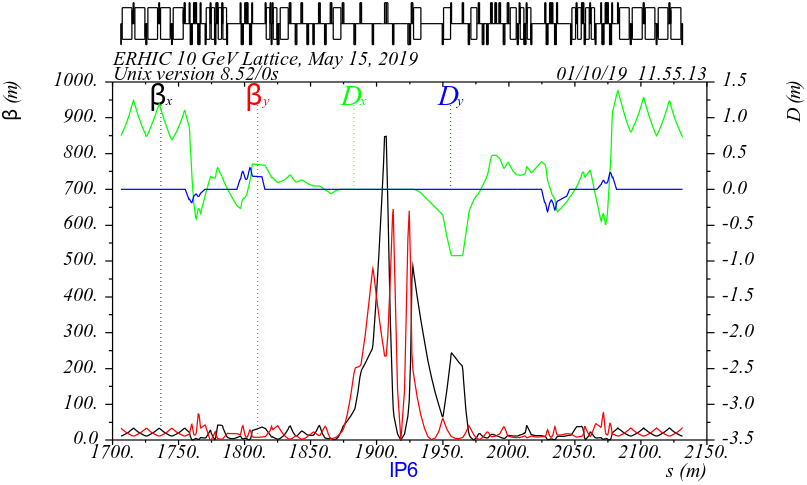 ERHIC 10 GeV Lattice, May 15, 2019
Unix version 8.52/0s 01/10/19 11.55.13
β (m)
D (m)
βx βy Dx Dy
1000. 1.5
900. 1.0
800. 0.5
700. 0.0
600. -0.5
500. -1.0
400. -1.5
300. -2.0
200. -2.5
100. -3.0
0.0 -3.5
1700. 1750. 1800. 1850. 1900. 1950. 2000. 2050. 2100. 2150.
IP6 s (m)